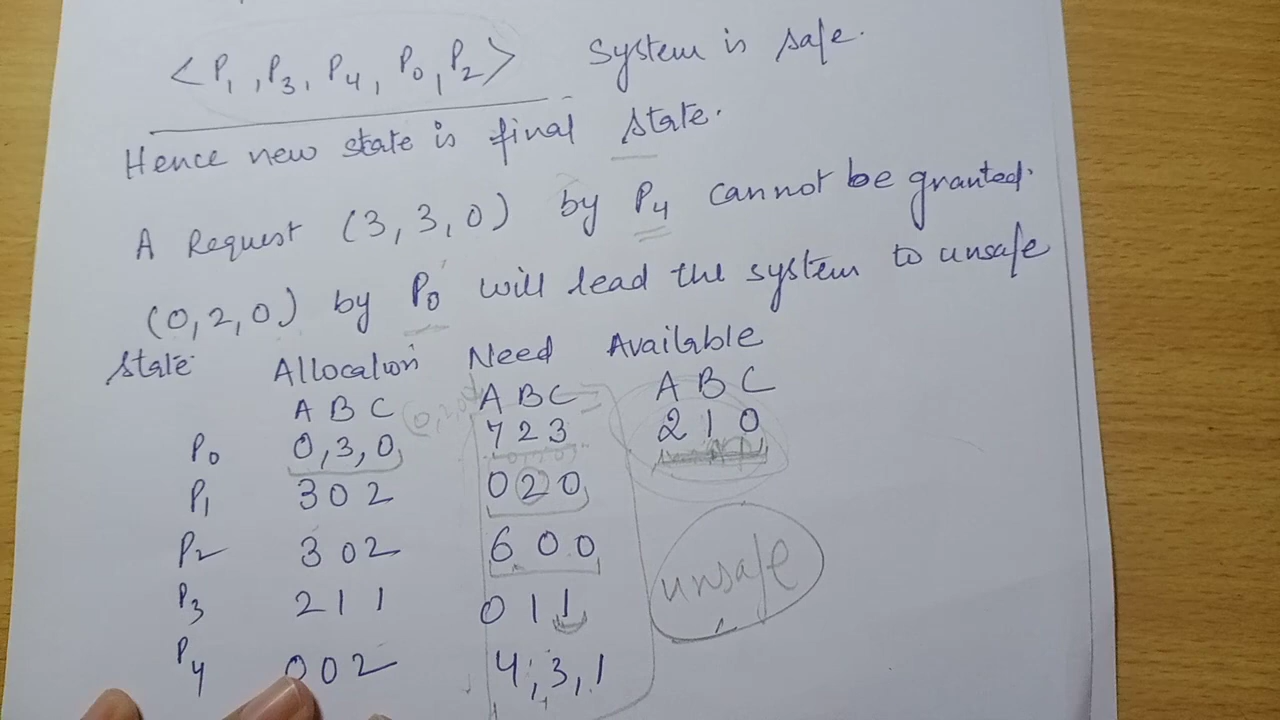 <P1, P3, P4, P0, P2> System is safe.
Hence new state is final state.
A Request (3, 3, 0) by P4 cannot be granted.
(0, 2, 0) by P0 will lead the system to unsafe
state. Allocation Need Available
A B C (0,2,0) A B C = A B C
P0 0,3,0 7 2 3 2 1 0
P1 3 0 2 0 2 0
P2 3 0 2 6 0 0 unsafe
P3 2 1 1 0 1 1
P4 0 0 2 4,3,1